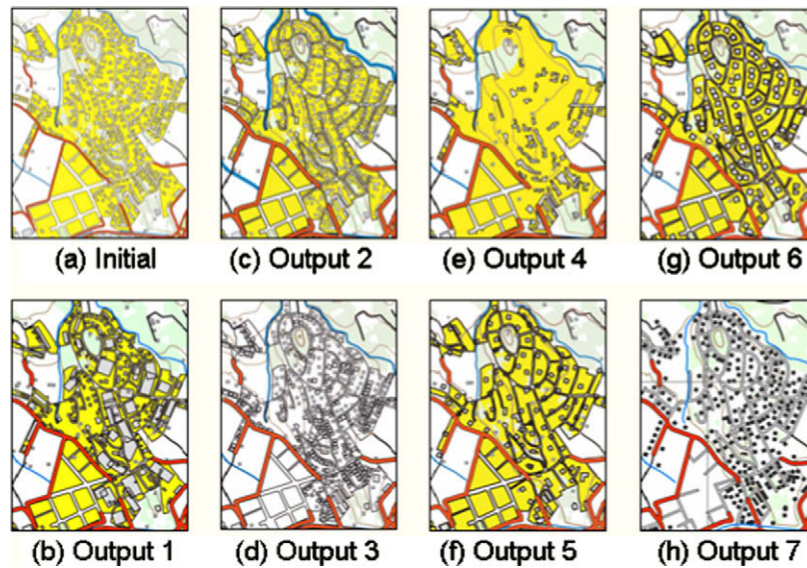 (a) Initial
(c) Output 2
(e) Output 4
(g) Output 6
(b) Output 1
(d) Output 3
(f) Output 5
(h) Output 7